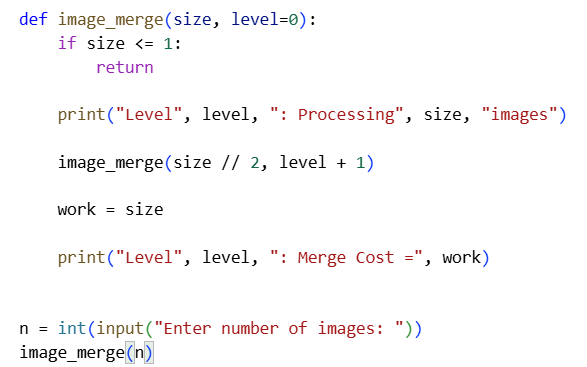 def image_merge(size, level=0):
    if size <= 1:
        return
    print("Level", level, ": Processing", size, "images")
    image_merge(size // 2, level + 1)
    work = size
    print("Level", level, ": Merge Cost =", work)
n = int(input("Enter number of images: "))
image_merge(n)